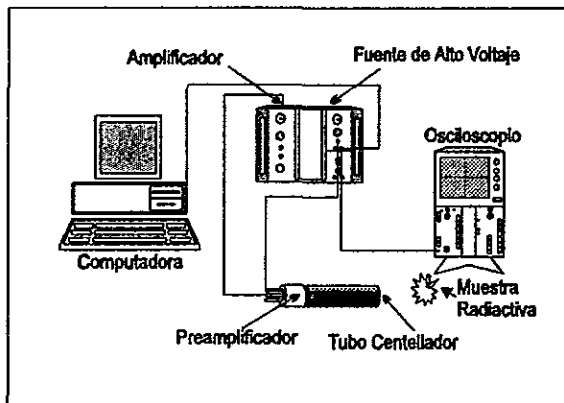 Amplificador
Fuente de Alto Voltaje
Osciloscopio
Computadora
Muestra
Radiactiva
Preamplificador
Tubo Centellador